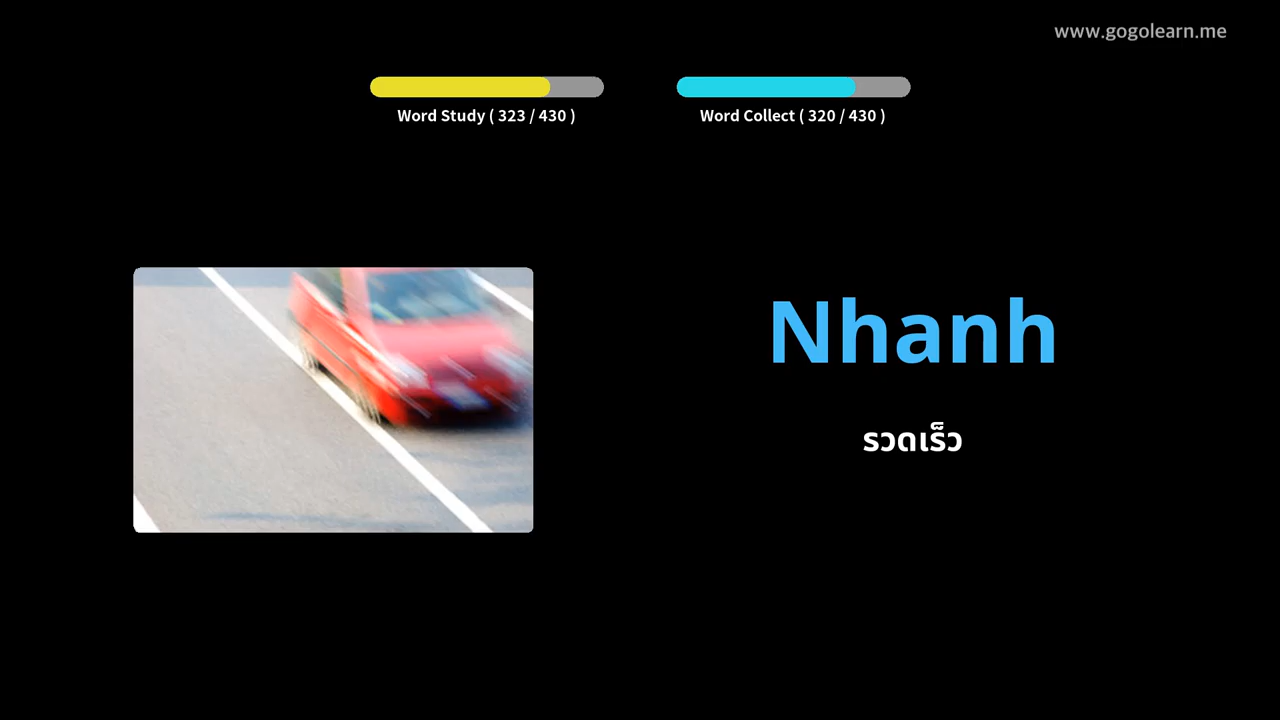 www.gogolearn.me
Word Study ( 323 / 430 )
Word Collect ( 320 / 430 )
Nhanh
รวดเร็ว